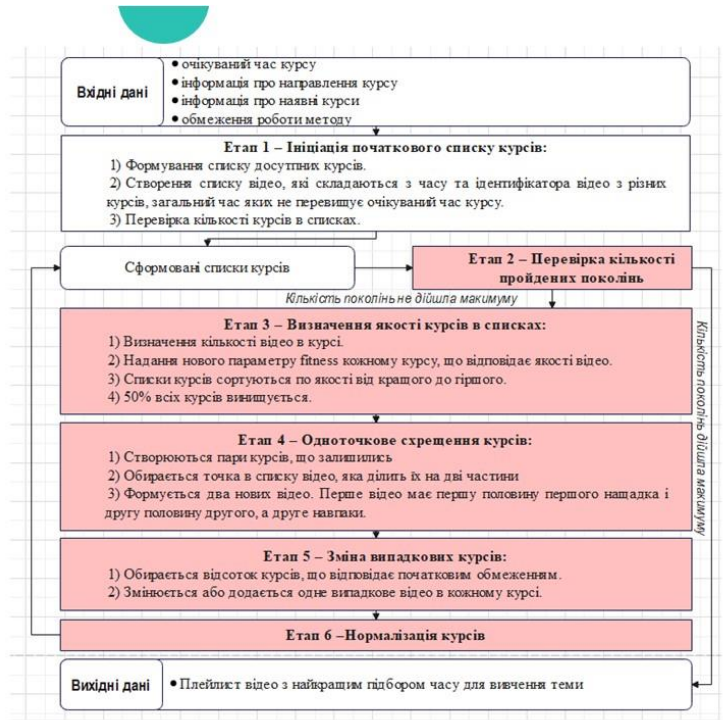 Вхідні дані
• очікуваний час курсу
• інформація про направлення курсу
• інформація про наявні курси
• обмеження роботи методу
Етап 1 – Ініціація початкового списку курсів:
1) Формування списку досутпних курсів.
2) Створення списку відео, які складаються з часу та ідентифікатора відео з різних
курсів, загальний час яких не перевищує очікуваний час курсу.
3) Перевірка кількості курсів в списках.
Сформовані списки курсів
Етап 2 – Перевірка кількості
пройдених поколінь
Кількість поколінь не дійшла макимуму
Кількість поколінь дійшла макимуму
Етап 3 – Визначення якості курсів в списках:
1) Визначення кількості відео в курсі.
2) Надання нового параметру fitness кожному курсу, що відповідає якості відео.
3) Списки курсів сортуються по якості від кращого до гіршого.
4) 50% всіх курсів винищується.
Етап 4 – Одноточкове схрещення курсів:
1) Створюються пари курсів, що залишились
2) Обирається точка в списку відео, яка ділить їх на дві частини
3) Формується два нових відео. Перше відео має першу половину першого нащадка і
другу половину другого, а друге навпаки.
Етап 5 – Зміна випадкових курсів:
1) Обирається відсоток курсів, що відповідає початковим обмеженням.
2) Змінюється або додається одне випадкове відео в кожному курсі.
Етап 6 –Нормалізація курсів
Вихідні дані
• Плейлист відео з найкращим підбором часу для вивчення теми